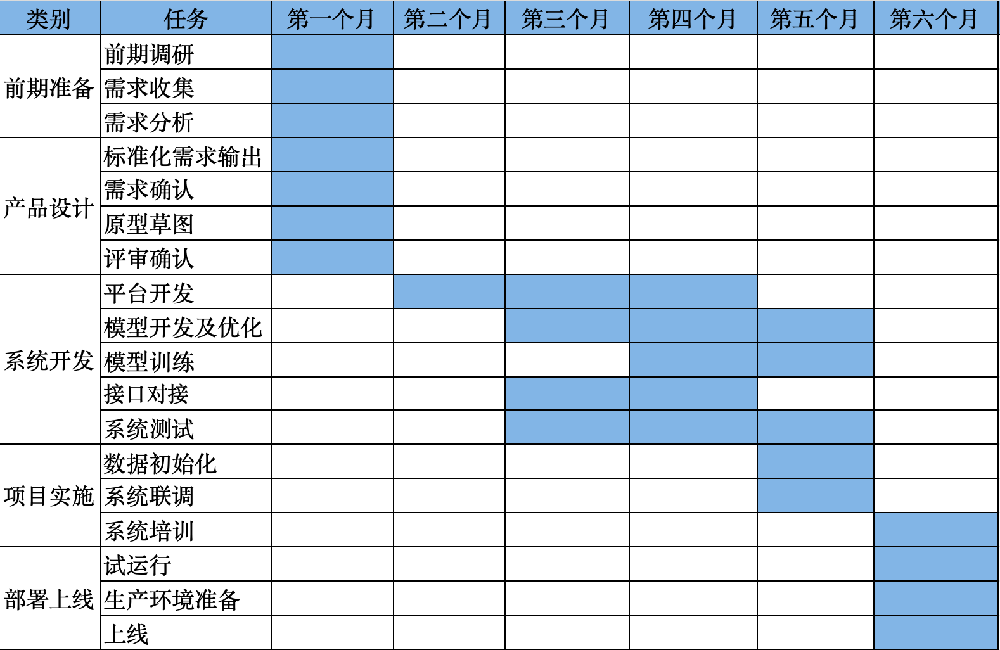 类别 任务 第一个月 第二个月 第三个月 第四个月 第五个月 第六个月
前期准备
前期调研
需求收集
需求分析
产品设计
标准化需求输出
需求确认
原型草图
评审确认
系统开发
平台开发
模型开发及优化
模型训练
接口对接
系统测试
项目实施
数据初始化
系统联调
系统培训
部署上线
试运行
生产环境准备
上线